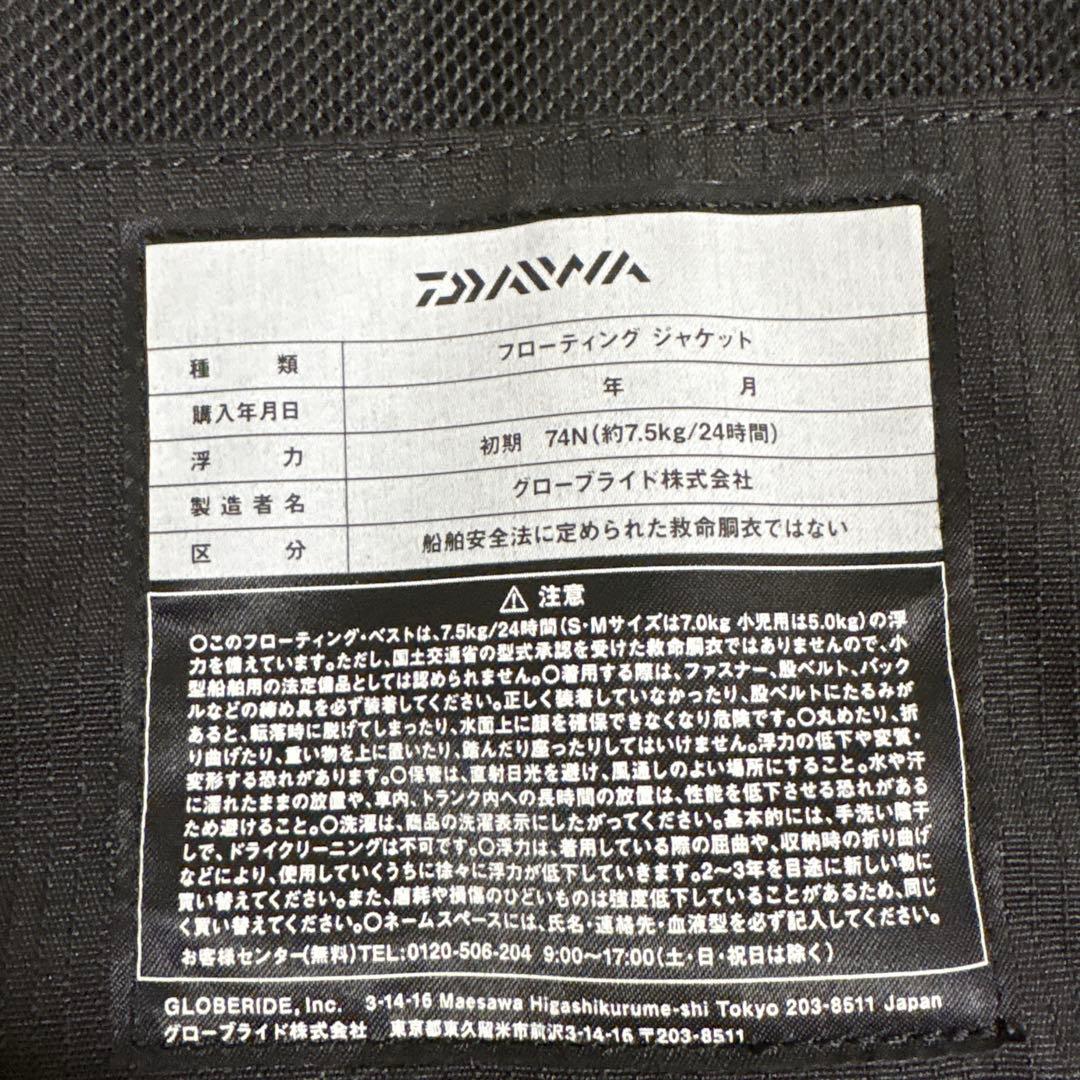 DAIWA
種類 フローティング ジャケット
購入年月日 年 月
浮力 初期 74N(約7.5kg/24時間)
製造者名 グローブライド株式会社
区分 船舶安全法に定められた救命胴衣ではない
⚠ 注意
○このフローティング・ベストは、7.5kg/24時間(S・Mサイズは7.0kg 小児用は5.0kg)の浮
力を備えています。ただし、国土交通省の型式承認を受けた救命胴衣ではありませんので、小
型船舶用の法定備品としては認められません。○着用する際は、ファスナー、股ベルト、バック
ルなどの締め具を必ず装着してください。正しく装着していなかったり、股ベルトにたるみが
あると、転落時に脱げてしまったり、水面上に顔を確保できなくなり危険です。○丸めたり、折
り曲げたり、重い物を上に置いたり、踏んだり座ったりしてはいけません。浮力の低下や変質・
変形する恐れがあります。○保管は、直射日光を避け、風通しのよい場所にすること。水や汗
に濡れたままの放置や、車内、トランク内への長時間の放置は、性能を低下させる恐れがある
ため避けること。○洗濯は、商品の洗濯表示にしたがってください。基本的には、手洗い陰干
しで、ドライクリーニングは不可です。○浮力は、着用している際の屈曲や、収納時の折り曲げ
などにより、使用していくうちに徐々に浮力が低下していきます。2〜3年を目途に新しい物に
買い替えてください。また、磨耗や損傷のひどいものは強度低下していることがあるため、同じ
く買い替えてください。○ネームスペースには、氏名・連絡先・血液型を必ず記入してください。
お客様センター(無料)TEL:0120-506-204 9:00〜17:00(土・日・祝日は除く)
GLOBERIDE, Inc. 3-14-16 Maesawa Higashikurume-shi Tokyo 203-8511 Japan
グローブライド株式会社 東京都東久留米市前沢3-14-16 〒203-8511